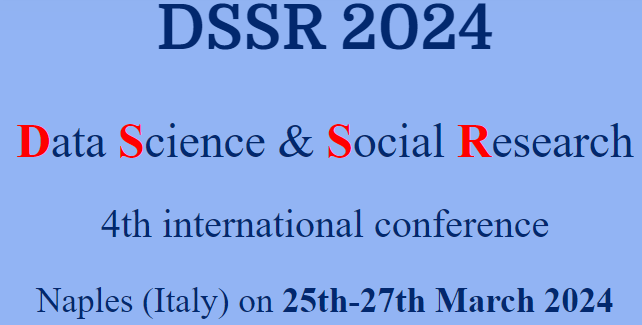 DSSR 2024
Data Science & Social Research
4th international conference
Naples (Italy) on 25th-27th March 2024